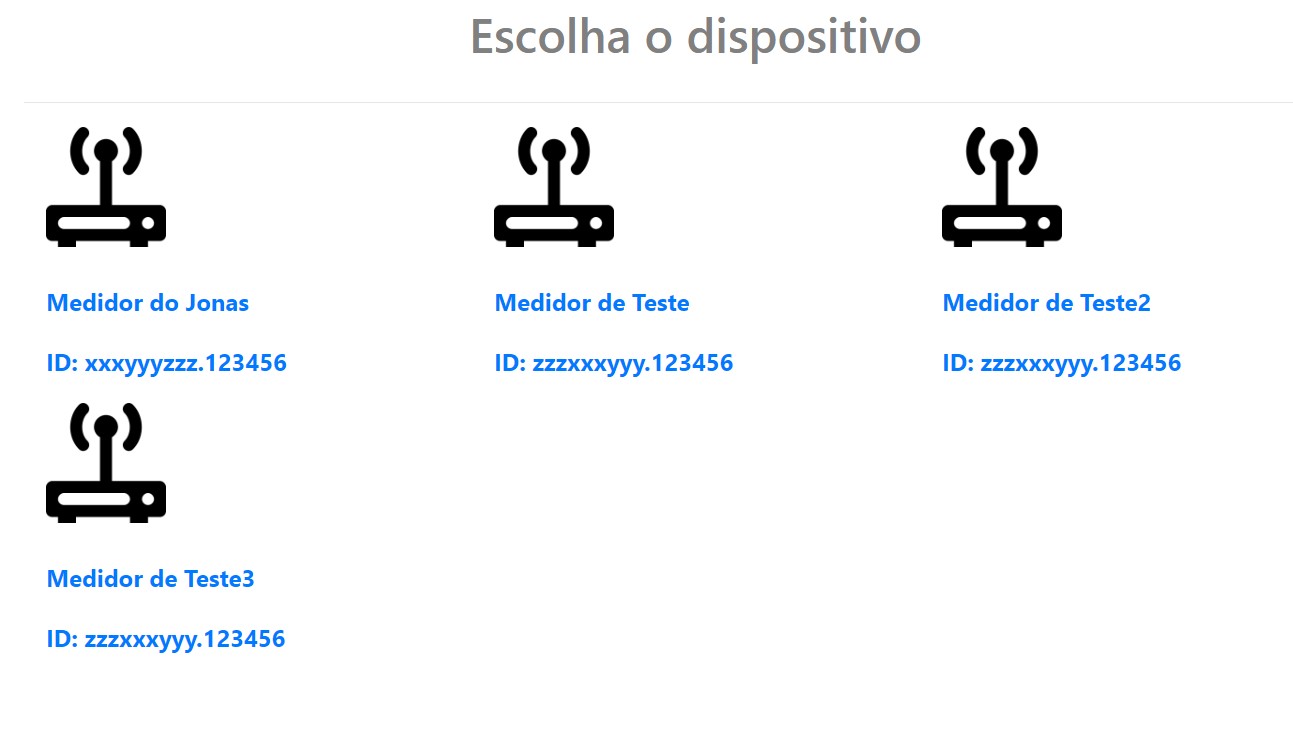 Escolha o dispositivo
Medidor do Jonas
ID: xxxyyyzzz.123456
Medidor de Teste
ID: zzzxxxyyy.123456
Medidor de Teste2
ID: zzzxxxyyy.123456
Medidor de Teste3
ID: zzzxxxyyy.123456